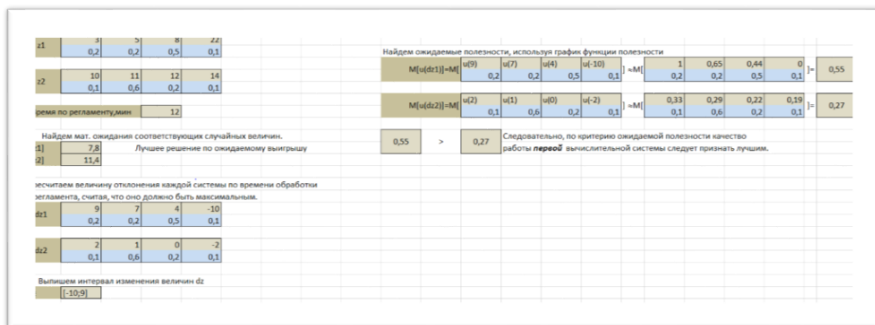 z1 3 5 8 22
0,2 0,2 0,5 0,1
z2 10 11 12 14
0,1 0,6 0,2 0,1
ремя по регламенту,мин 12
Найдем мат. ожидания соответствующих случайных величин.
z1] 7,8 Лучшее решение по ожидаемому выигрышу
z2] 11,4
есчитаем величину отклонения каждой системы по времени обработки
регламента, считая, что оно должно быть максимальным.
dz1 9 7 4 -10
0,2 0,2 0,5 0,1
dz2 2 1 0 -2
0,1 0,6 0,2 0,1
Выпишем интервал изменения величин dz
[-10;9]
Найдем ожидаемые полезности, используя график функции полезности
M[u(dz1)]=M[ u(9) u(7) u(4) u(-10) ] =M[ 1 0,65 0,44 0 ]= 0,55
0,2 0,2 0,5 0,1 0,2 0,2 0,5 0,1
M[u(dz2)]=M[ u(2) u(1) u(0) u(-2) ] =M[ 0,33 0,29 0,22 0,19 ]= 0,27
0,1 0,6 0,2 0,1 0,1 0,6 0,2 0,1
0,55 > 0,27 Следовательно, по критерию ожидаемой полезности качество
работы первой вычислительной системы следует признать лучшим.